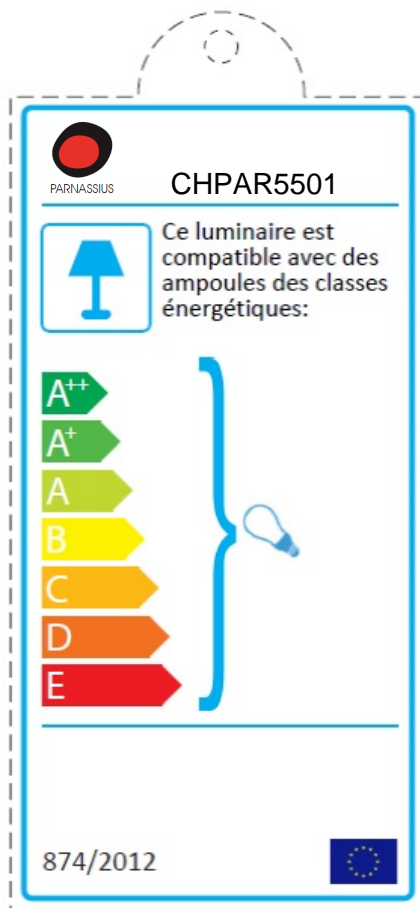 PARNASSIUS
CHPAR5501
Ce luminaire est
compatible avec des
ampoules des classes
énergétiques:
A++
A+
A
B
C
D
E
874/2012